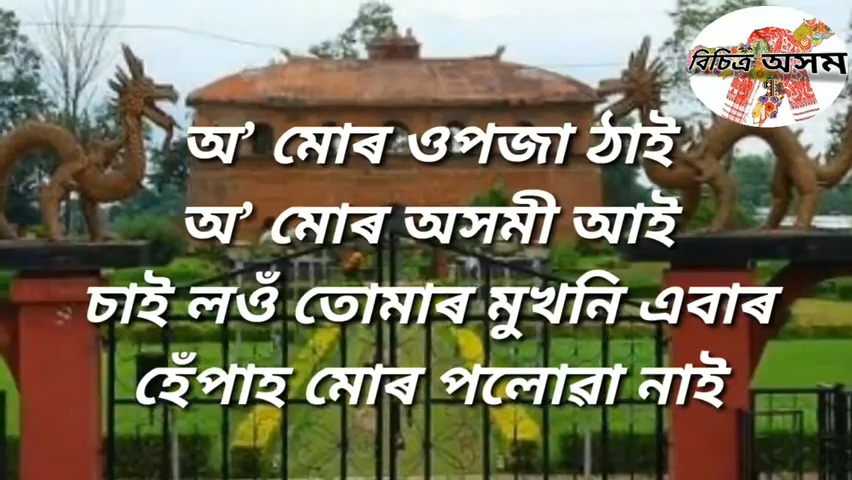 বিচিত্ৰ অসম
অ’ মোৰ ওপজা ঠাই
অ’ মোৰ অসমী আই
চাই লওঁ তোমাৰ মুখনি এবাৰ
হেঁপাহ মোৰ পলোৱা নাই